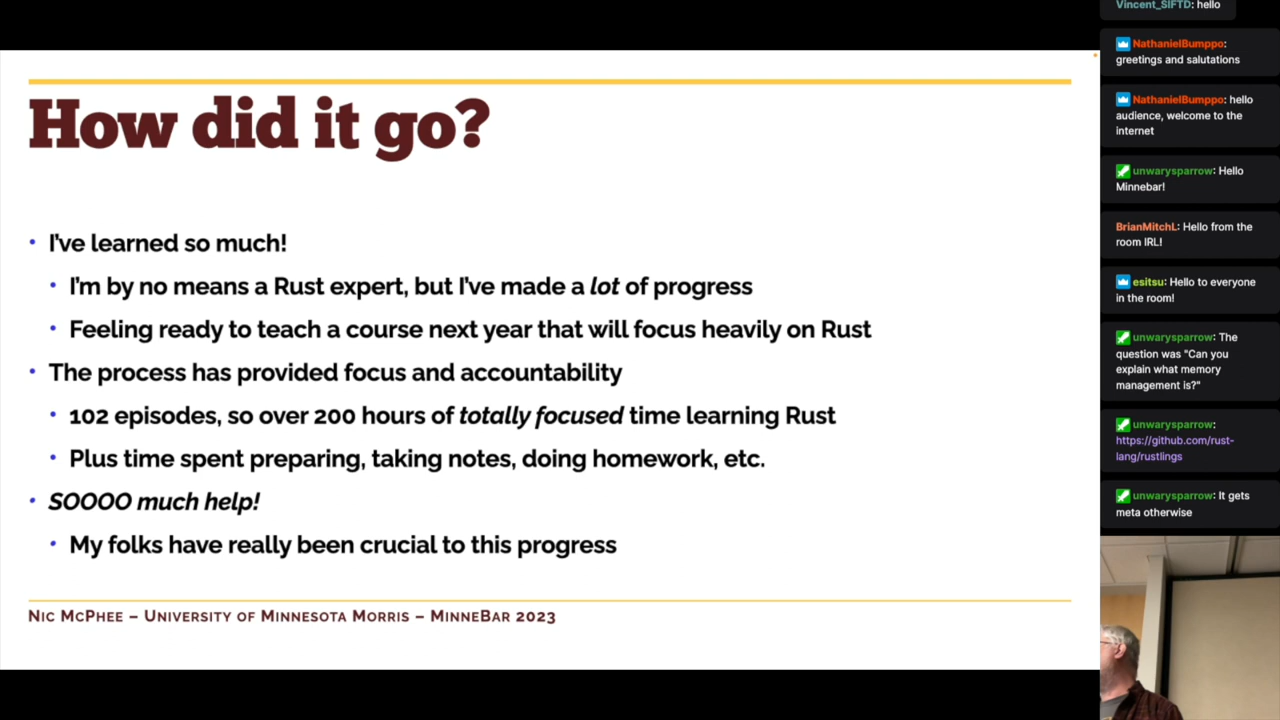 How did it go?
• I've learned so much!
• I'm by no means a Rust expert, but I've made a lot of progress
• Feeling ready to teach a course next year that will focus heavily on Rust
• The process has provided focus and accountability
• 102 episodes, so over 200 hours of totally focused time learning Rust
• Plus time spent preparing, taking notes, doing homework, etc.
• SOOOO much help!
• My folks have really been crucial to this progress
Nic McPhee – University of Minnesota Morris – MinneBar 2023
Vincent_SIFTD: hello
NathanielBumppo:
greetings and salutations
NathanielBumppo: hello
audience, welcome to the
internet
unwarysparrow: Hello
Minnebar!
BrianMitchL: Hello from the
room IRL!
esitsu: Hello to everyone
in the room!
unwarysparrow: The
question was "Can you
explain what memory
management is?"
unwarysparrow:
https://github.com/rust-
lang/rustlings
unwarysparrow: It gets
meta otherwise